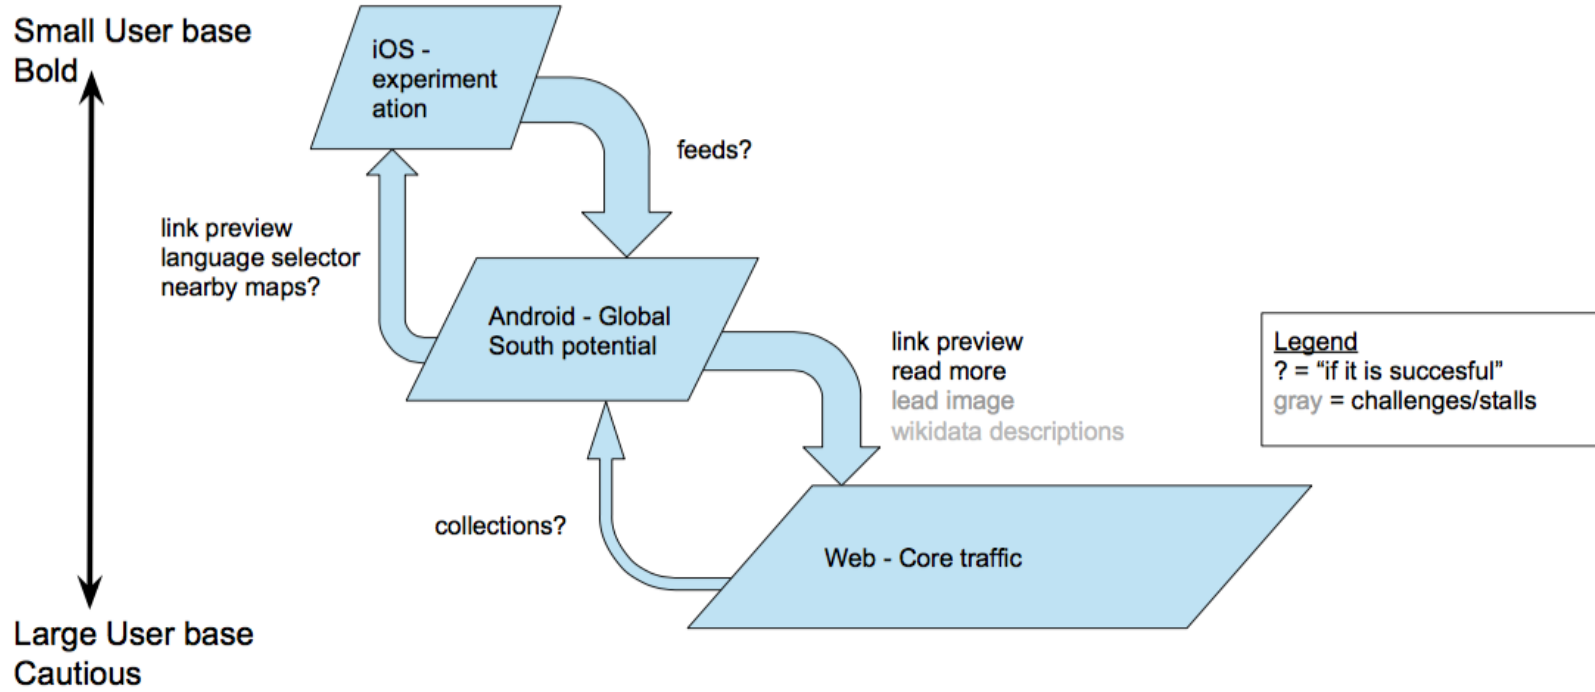 Small User base
Bold
iOS -
experiment
ation
feeds?
link preview
language selector
nearby maps?
Android - Global
South potential
link preview
read more
lead image
wikidata descriptions
Legend
? = “if it is succesful”
gray = challenges/stalls
collections?
Web - Core traffic
Large User base
Cautious